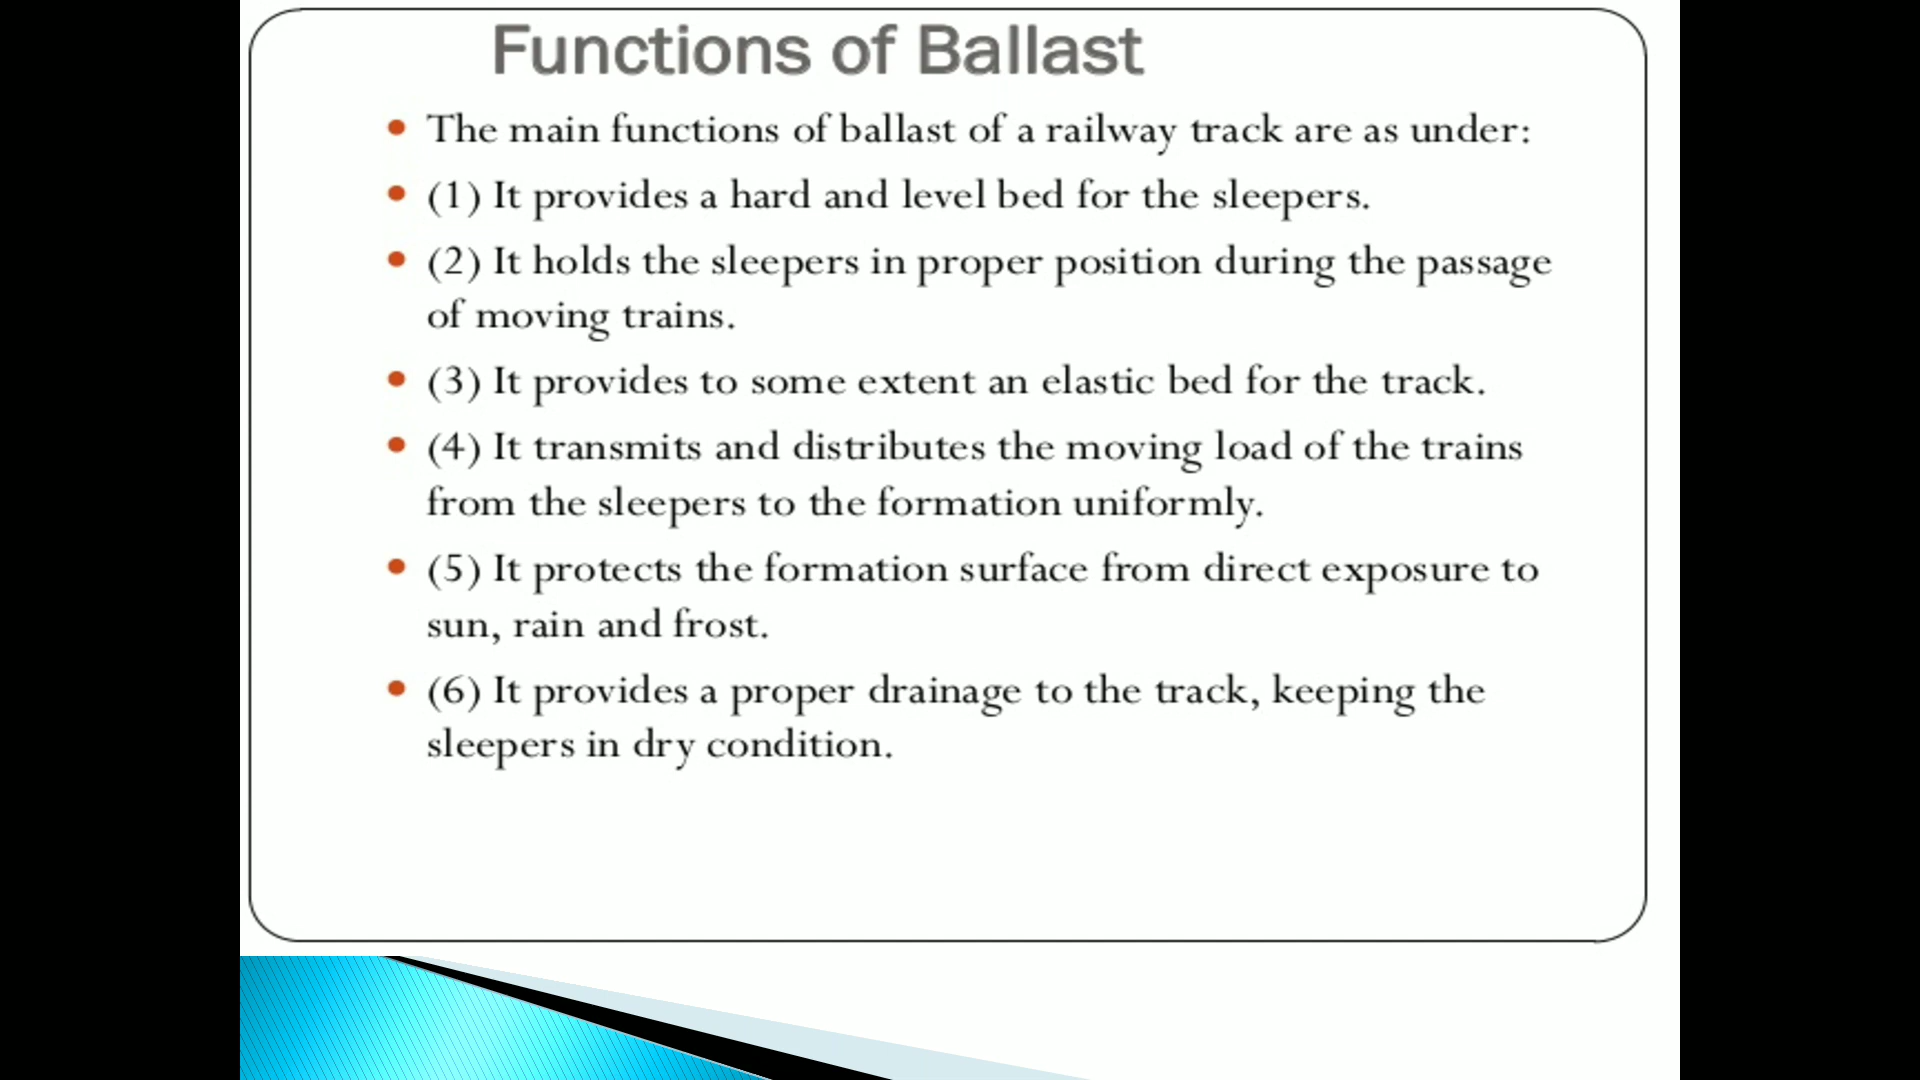 Functions of Ballast
The main functions of ballast of a railway track are as under:
(1) It provides a hard and level bed for the sleepers.
(2) It holds the sleepers in proper position during the passage
of moving trains.
(3) It provides to some extent an elastic bed for the track.
(4) It transmits and distributes the moving load of the trains
from the sleepers to the formation uniformly.
(5) It protects the formation surface from direct exposure to
sun, rain and frost.
(6) It provides a proper drainage to the track, keeping the
sleepers in dry condition.